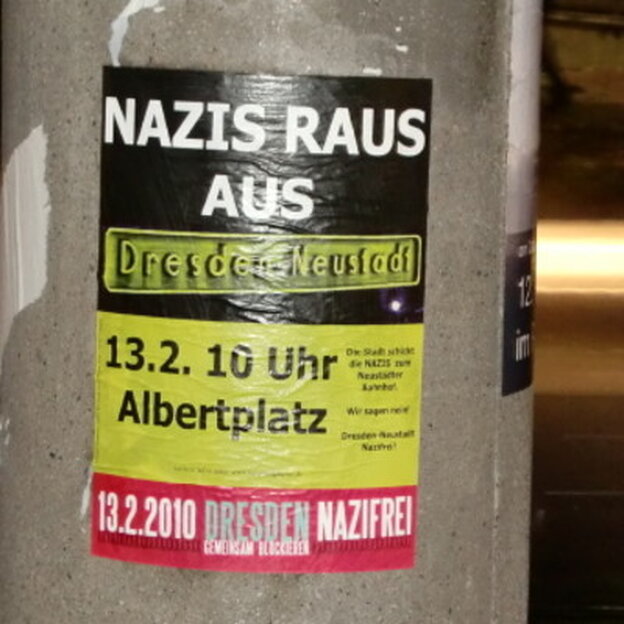 NAZIS RAUS
AUS
Dresden-Neustadt
13.2. 10 Uhr
Albertplatz
Die Stadt schickt
die NAZIS zum
Neustädter
Bahnhof.
Wir sagen nein!
Dresden-Neustadt
Nazifrei!
13.2.2010 DRESDEN NAZIFREI
GEMEINSAM BLOCKIEREN
12
im